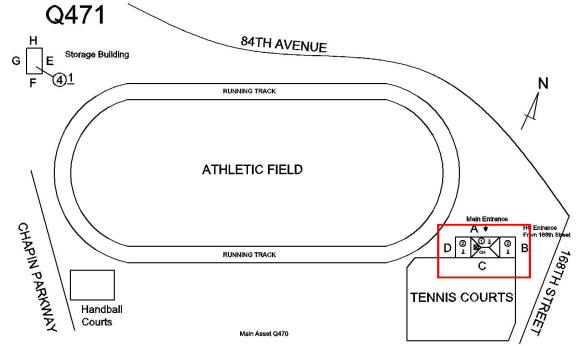 Q471
84TH AVENUE
H
G
E
F
Storage Building
4 1
N
RUNNING TRACK
ATHLETIC FIELD
Main Entrance
A
HC Entrance
From 168th Street
D
B
C
RUNNING TRACK
CHAPIN PARKWAY
168TH STREET
TENNIS COURTS
Handball
Courts
Main Asset Q470